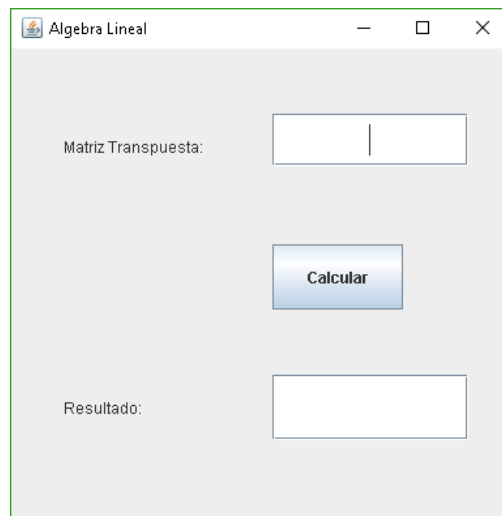 Algebra Lineal
Matriz Transpuesta:
Calcular
Resultado: